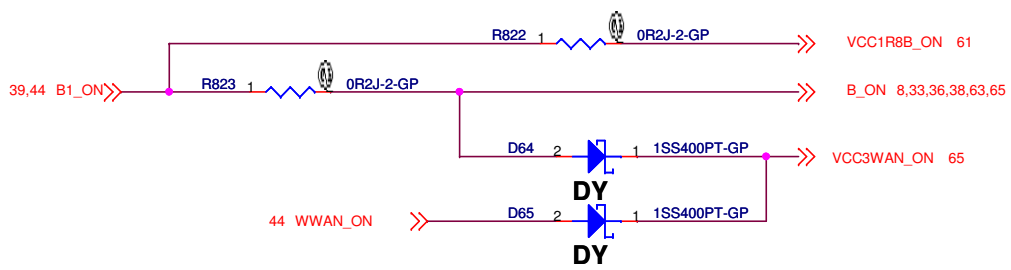 R822 1 2 0R2J-2-GP VCC1R8B_ON 61
39,44 B1_ON R823 1 2 0R2J-2-GP B_ON 8,33,36,38,63,65
D64 2 1 1SS400PT-GP VCC3WAN_ON 65
DY
44 WWAN_ON D65 2 1 1SS400PT-GP
DY